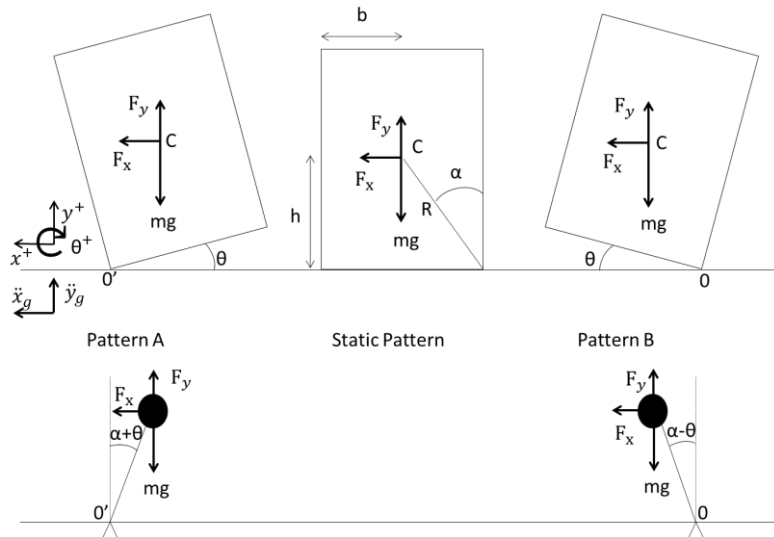 b
F_y
F_x
C
mg
F_y
F_x
C
mg
α
R
h
F_y
F_x
C
mg
y⁺
x⁺
θ⁺
θ
0'
θ
0
ẍ_g
ÿ_g
Pattern A
Static Pattern
Pattern B
F_x
F_y
α+θ
mg
0'
F_y
F_x
α-θ
mg
0